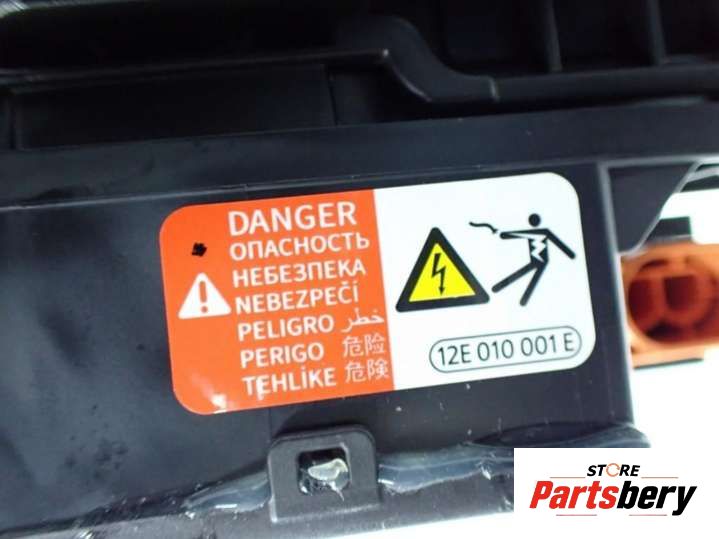 DANGER
ОПАСНОСТЬ
НЕБЕЗПЕКА
NEBEZPEČÍ
PELIGRO خطر
PERIGO 危险
TEHLİKE 危険
12E 010 001 E
STORE
Partsbery